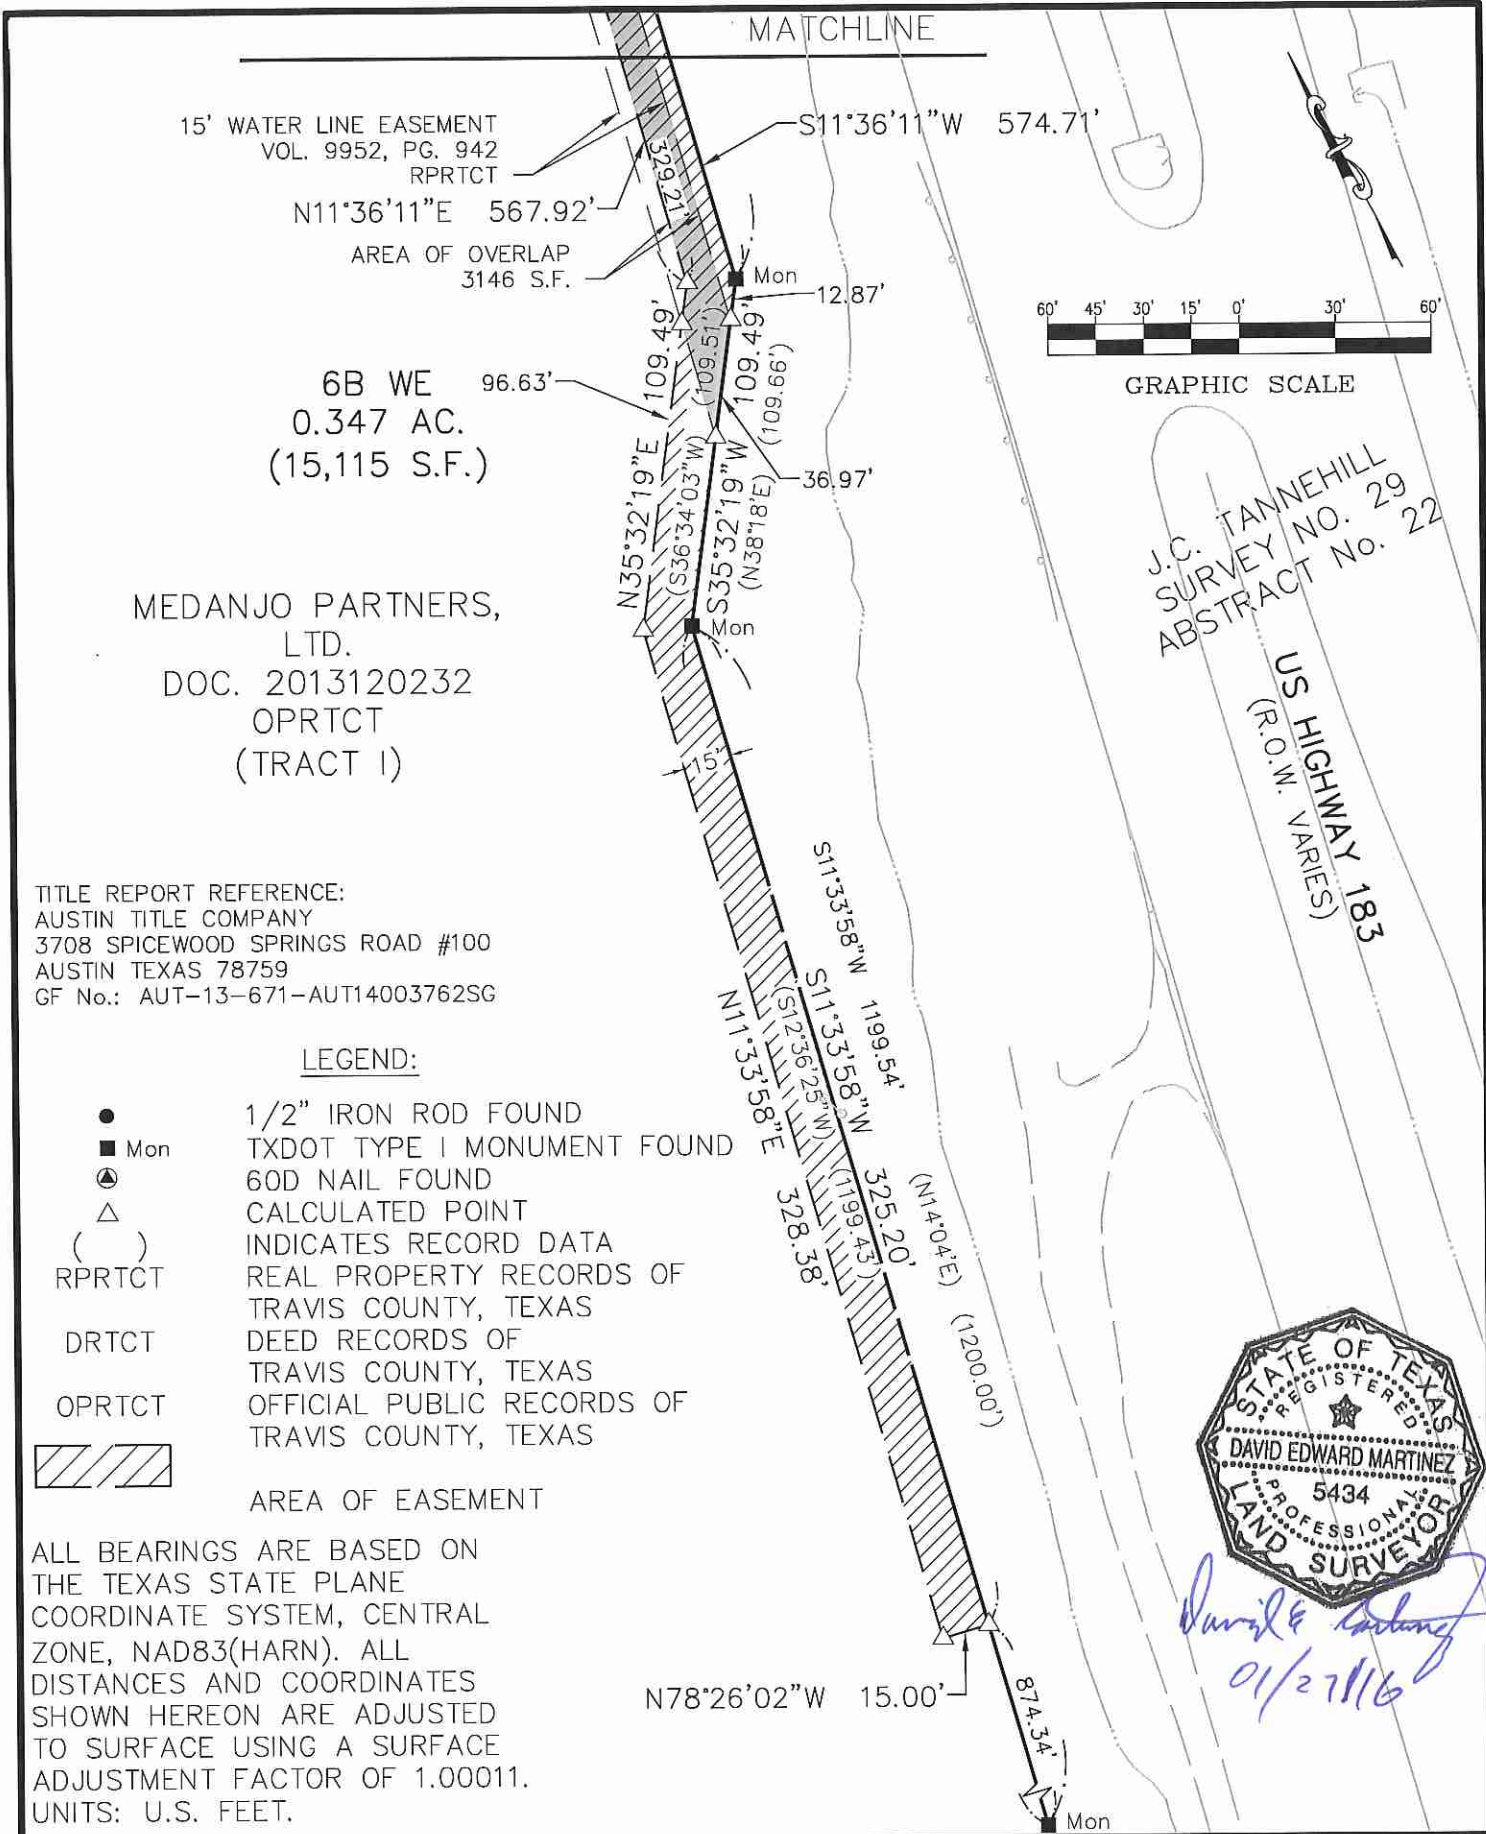 MATCHLINE
15' WATER LINE EASEMENT
VOL. 9952, PG. 942
RPRTCT
S11°36'11"W 574.71'
N11°36'11"E 567.92'
329.21'
AREA OF OVERLAP
3146 S.F.
Mon
12.87'
60' 45' 30' 15' 0' 30' 60'
GRAPHIC SCALE
6B WE
0.347 AC.
(15,115 S.F.)
96.63'
N35°32'19"E 109.49'
(S36°34'03"W) (109.51')
S35°32'19"W 109.49'
(N38°18'E) (109.66')
36.97'
Mon
J.C. TANNEHILL
SURVEY NO. 29
ABSTRACT No. 22
MEDANJO PARTNERS,
LTD.
DOC. 2013120232
OPRTCT
(TRACT I)
US HIGHWAY 183
(R.O.W. VARIES)
15'
TITLE REPORT REFERENCE:
AUSTIN TITLE COMPANY
3708 SPICEWOOD SPRINGS ROAD #100
AUSTIN TEXAS 78759
GF No.: AUT-13-671-AUT14003762SG
S11°33'58"W 1199.54'
S11°33'58"W 325.20'
(S12°36'25"W) (1199.43')
N11°33'58"E 328.38'
(N14°04'E) (1200.00')
LEGEND:
1/2" IRON ROD FOUND
Mon TXDOT TYPE I MONUMENT FOUND
60D NAIL FOUND
CALCULATED POINT
( ) INDICATES RECORD DATA
RPRTCT REAL PROPERTY RECORDS OF
TRAVIS COUNTY, TEXAS
DRTCT DEED RECORDS OF
TRAVIS COUNTY, TEXAS
OPRTCT OFFICIAL PUBLIC RECORDS OF
TRAVIS COUNTY, TEXAS
AREA OF EASEMENT
ALL BEARINGS ARE BASED ON
THE TEXAS STATE PLANE
COORDINATE SYSTEM, CENTRAL
ZONE, NAD83(HARN). ALL
DISTANCES AND COORDINATES
SHOWN HEREON ARE ADJUSTED
TO SURFACE USING A SURFACE
ADJUSTMENT FACTOR OF 1.00011.
UNITS: U.S. FEET.
STATE OF TEXAS
REGISTERED
DAVID EDWARD MARTINEZ
5434
PROFESSIONAL
LAND SURVEYOR
01/27/16
N78°26'02"W 15.00'
874.34'
Mon